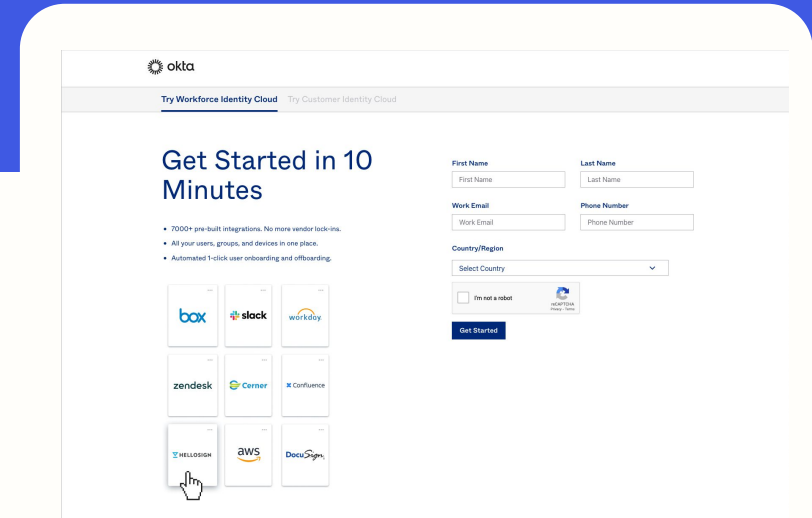 okta
Try Workforce Identity Cloud Try Customer Identity Cloud
Get Started in 10
Minutes
7000+ pre-built integrations. No more vendor lock-ins.
All your users, groups, and devices in one place.
Automated 1-click user onboarding and offboarding.
box slack workday
zendesk Cerner Confluence
HELLOSIGN aws DocuSign
First Name Last Name
First Name Last Name
Work Email Phone Number
Work Email Phone Number
Country/Region
Select Country
I'm not a robot
reCAPTCHA
Privacy - Terms
Get Started